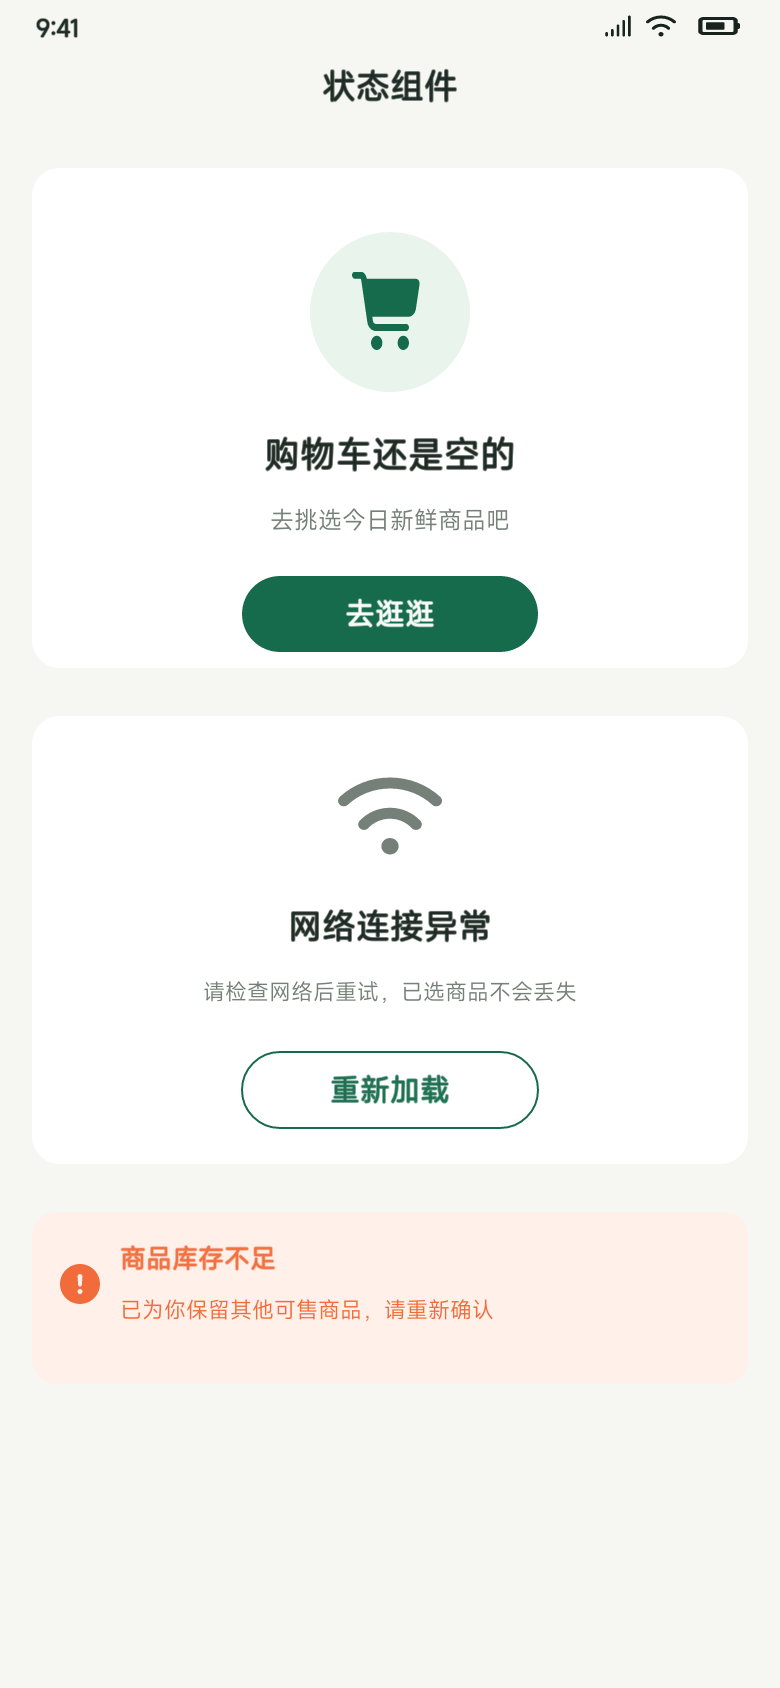 9:41
状态组件
购物车还是空的
去挑选今日新鲜商品吧
去逛逛
网络连接异常
请检查网络后重试，已选商品不会丢失
重新加载
商品库存不足
已为你保留其他可售商品，请重新确认